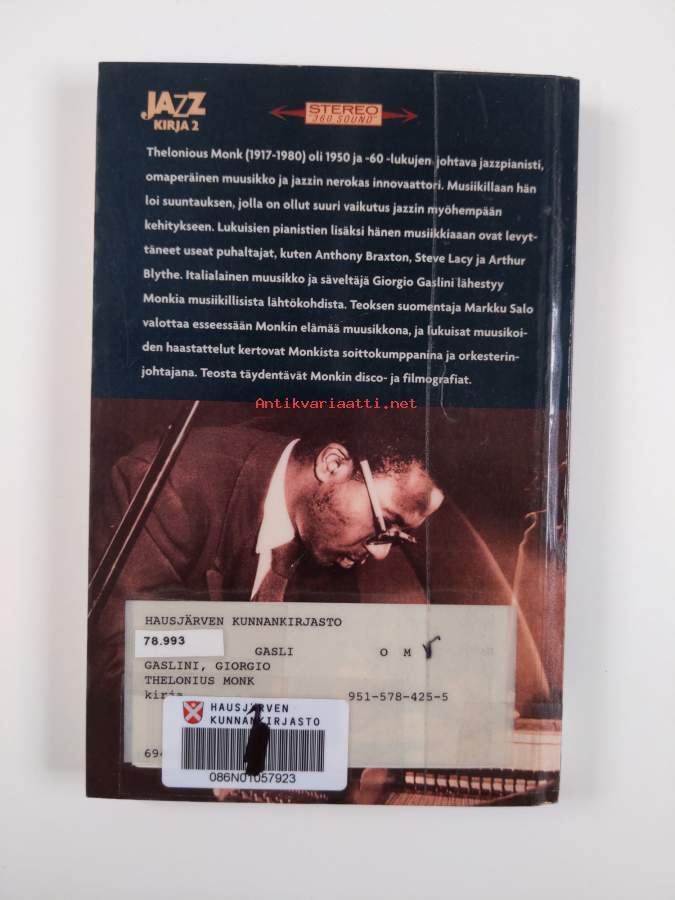 JAZZ
KIRJA 2
STEREO
"360 SOUND"
Thelonious Monk (1917-1980) oli 1950 ja -60 -lukujen johtava jazzpianisti,
omaperäinen muusikko ja jazzin nerokas innovaattori. Musiikillaan hän
loi suuntauksen, jolla on ollut suuri vaikutus jazzin myöhempään
kehitykseen. Lukuisien pianistien lisäksi hänen musiikkiaaan ovat levyt-
täneet useat puhaltajat, kuten Anthony Braxton, Steve Lacy ja Arthur
Blythe. Italialainen muusikko ja säveltäjä Giorgio Gaslini lähestyy
Monkia musiikillisista lähtökohdista. Teoksen suomentaja Markku Salo
valottaa esseessään Monkin elämää muusikkona, ja lukuisat muusikoi-
den haastattelut kertovat Monkista soittokumppanina ja orkesterin-
johtajana. Teosta täydentävät Monkin disco- ja filmografiat.
Antikvariaatti.net
HAUSJÄRVEN KUNNANKIRJASTO
78.993
GASLI O M
GASLINI, GIORGIO
THELONIUS MONK
kirja 951-578-425-5
HAUSJÄRVEN
KUNNANKIRJASTO
694
086N01057923